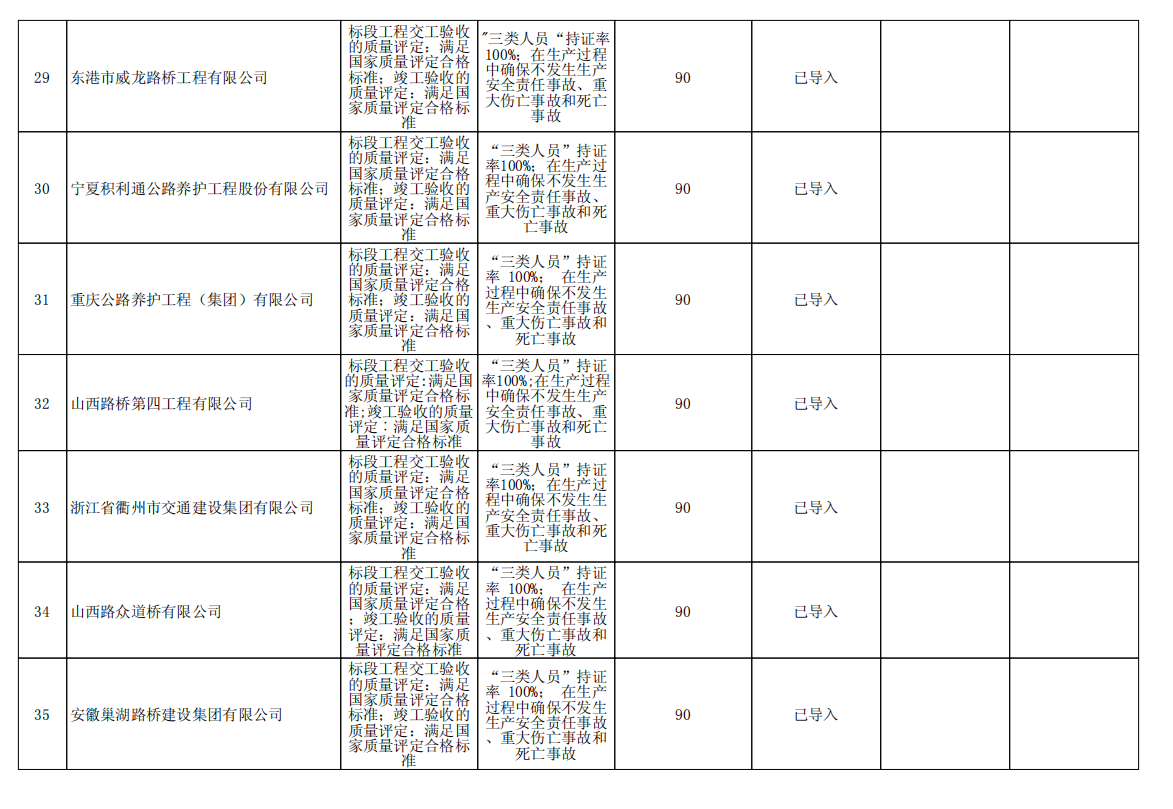 29
东港市威龙路桥工程有限公司
标段工程交工验收
的质量评定：满足
国家质量评定合格
标准；竣工验收的
质量评定：满足国
家质量评定合格标
准
"三类人员“持证率
100%；在生产过程
中确保不发生生产
安全责任事故、重
大伤亡事故和死亡
事故
90
已导入
30
宁夏积利通公路养护工程股份有限公司
标段工程交工验收
的质量评定：满足
国家质量评定合格
标准；竣工验收的
质量评定：满足国
家质量评定合格标
准
“三类人员”持证
率100%；在生产过
程中确保不发生生
产安全责任事故、
重大伤亡事故和死
亡事故
90
已导入
31
重庆公路养护工程（集团）有限公司
标段工程交工验收
的质量评定：满足
国家质量评定合格
标准；竣工验收的
质量评定：满足国
家质量评定合格标
准
“三类人员”持证
率 100%； 在生产
过程中确保不发生
生产安全责任事故
、重大伤亡事故和
死亡事故
90
已导入
32
山西路桥第四工程有限公司
标段工程交工验收
的质量评定:满足国
家质量评定合格标
准;竣工验收的质量
评定：满足国家质
量评定合格标准
“三类人员”持证
率100%;在生产过程
中确保不发生生产
安全责任事故、重
大伤亡事故和死亡
事故
90
已导入
33
浙江省衢州市交通建设集团有限公司
标段工程交工验收
的质量评定：满足
国家质量评定合格
标准；竣工验收的
质量评定：满足国
家质量评定合格标
准
“三类人员”持证
率100%；在生产过
程中确保不发生生
产安全责任事故、
重大伤亡事故和死
亡事故
90
已导入
34
山西路众道桥有限公司
标段工程交工验收
的质量评定：满足
国家质量评定合格
；竣工验收的质量
评定：满足国家质
量评定合格标准
“三类人员”持证
率 100%； 在生产
过程中确保不发生
生产安全责任事故
、重大伤亡事故和
死亡事故
90
已导入
35
安徽巢湖路桥建设集团有限公司
标段工程交工验收
的质量评定：满足
国家质量评定合格
标准；竣工验收的
质量评定：满足国
家质量评定合格标
准
“三类人员”持证
率 100%； 在生产
过程中确保不发生
生产安全责任事故
、重大伤亡事故和
死亡事故
90
已导入